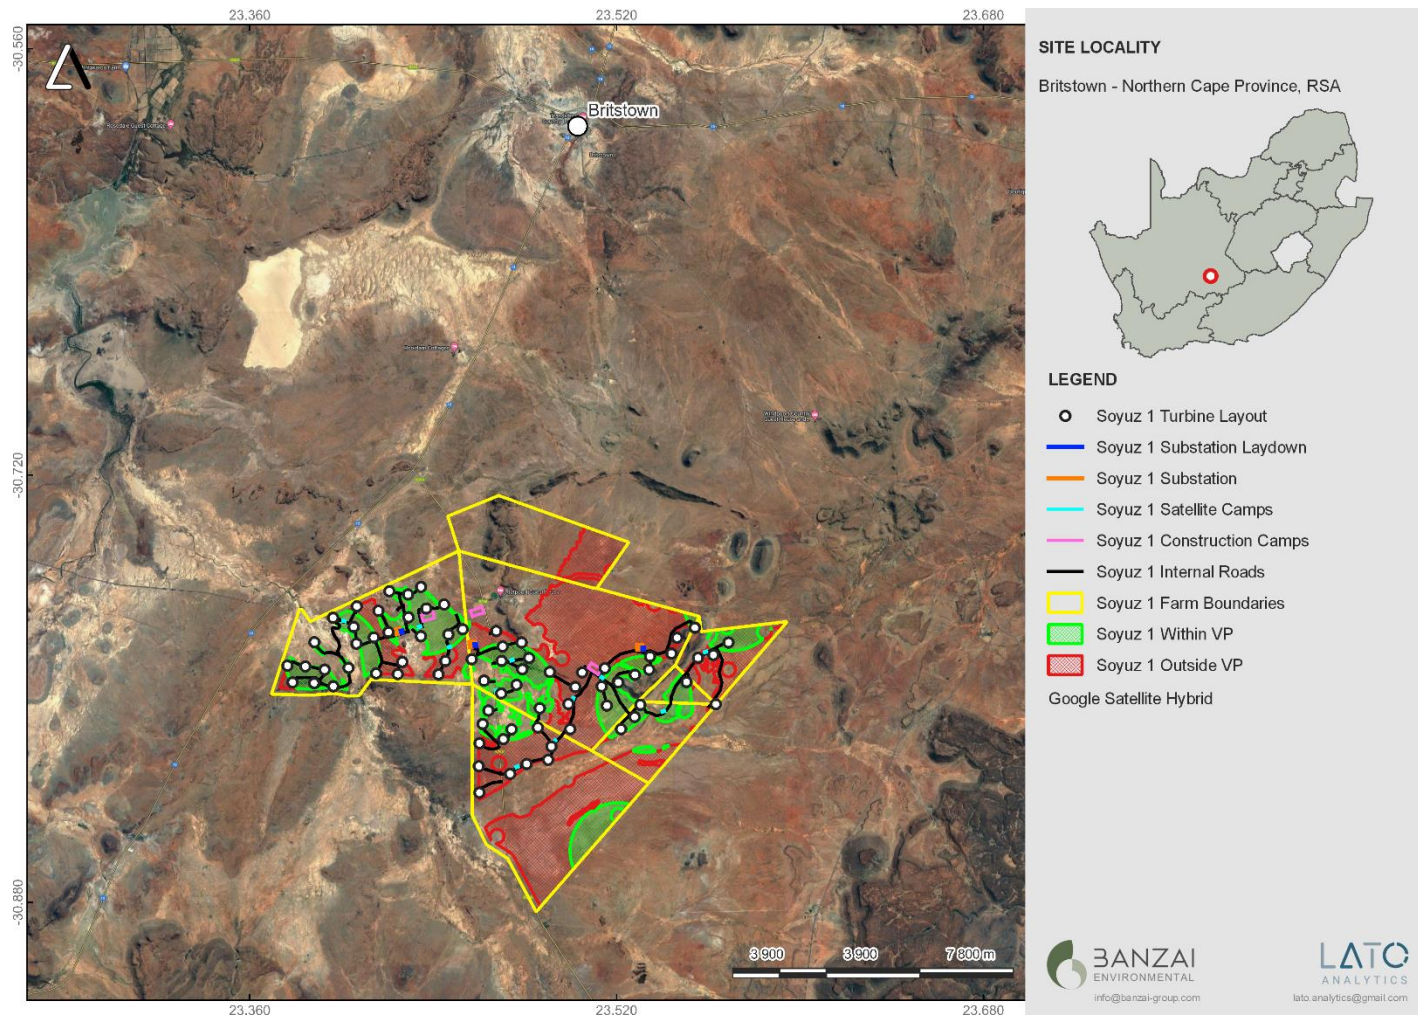 23.360
23.520
23.680
-30.560
-30.720
-30.880
Britstown
Rosedale Guest Cottage
3 900
3 900
7 800 m
23.360
23.520
23.680
SITE LOCALITY
Britstown - Northern Cape Province, RSA
LEGEND
Soyuz 1 Turbine Layout
Soyuz 1 Substation Laydown
Soyuz 1 Substation
Soyuz 1 Satellite Camps
Soyuz 1 Construction Camps
Soyuz 1 Internal Roads
Soyuz 1 Farm Boundaries
Soyuz 1 Within VP
Soyuz 1 Outside VP
Google Satellite Hybrid
BANZAI
ENVIRONMENTAL
info@banzai-group.com
LATO
ANALYTICS
lato.analytics@gmail.com